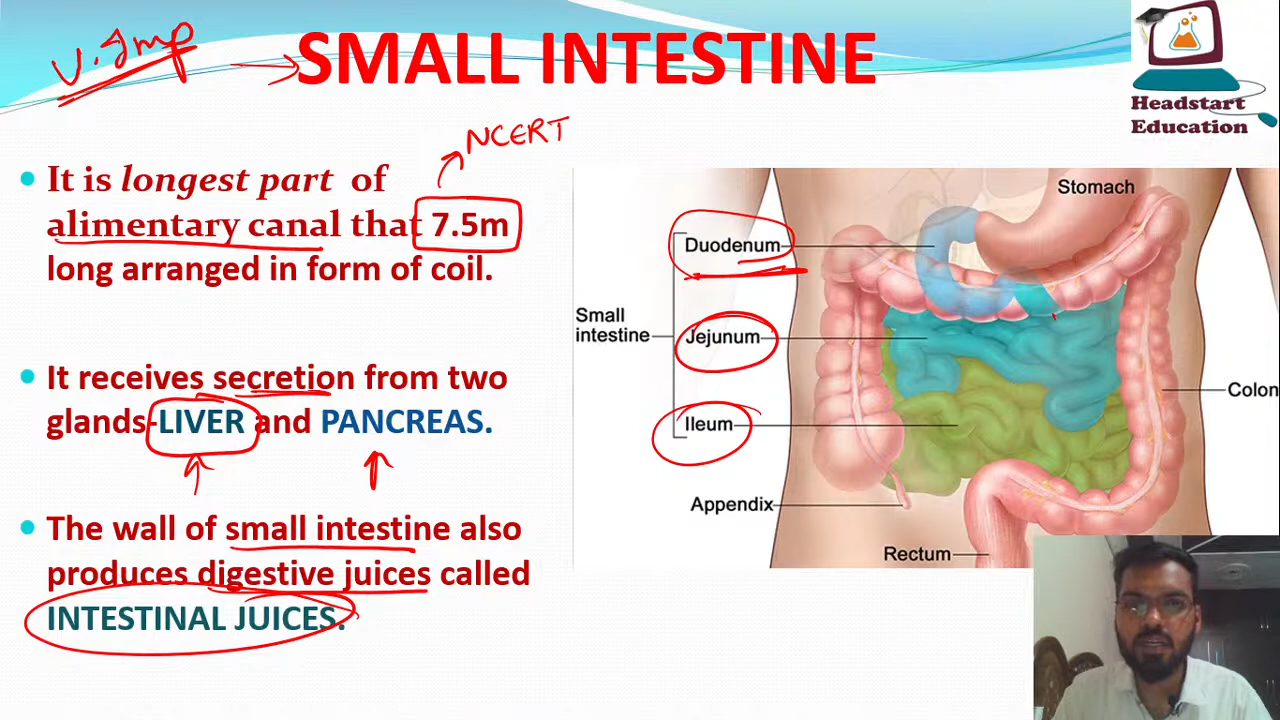 V. Imp → SMALL INTESTINE
Headstart
Education
NCERT
• It is longest part of
alimentary canal that 7.5m
long arranged in form of coil.
• It receives secretion from two
glands-LIVER and PANCREAS.
• The wall of small intestine also
produces digestive juices called
INTESTINAL JUICES.
Stomach
Duodenum
Small
intestine
Jejunum
Colon
Ileum
Appendix
Rectum